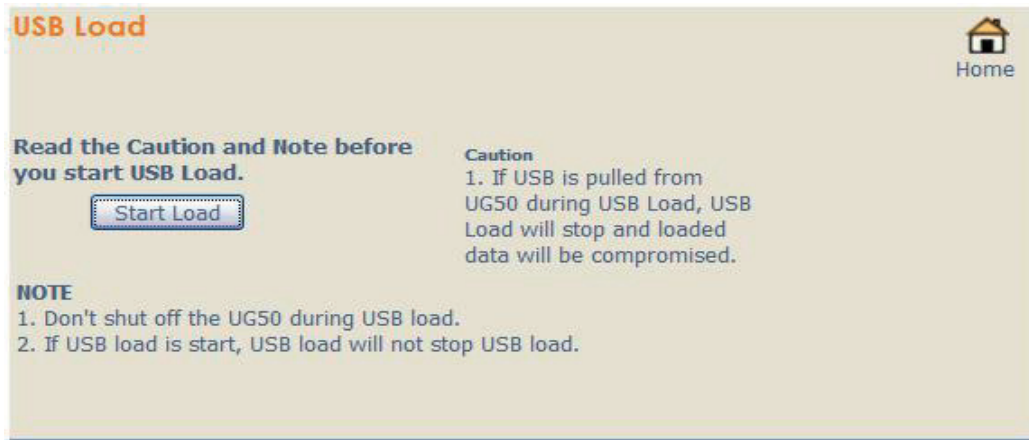 USB Load
Home
Read the Caution and Note before
you start USB Load.
Start Load
Caution
1. If USB is pulled from
UG50 during USB Load, USB
Load will stop and loaded
data will be compromised.
NOTE
1. Don't shut off the UG50 during USB load.
2. If USB load is start, USB load will not stop USB load.